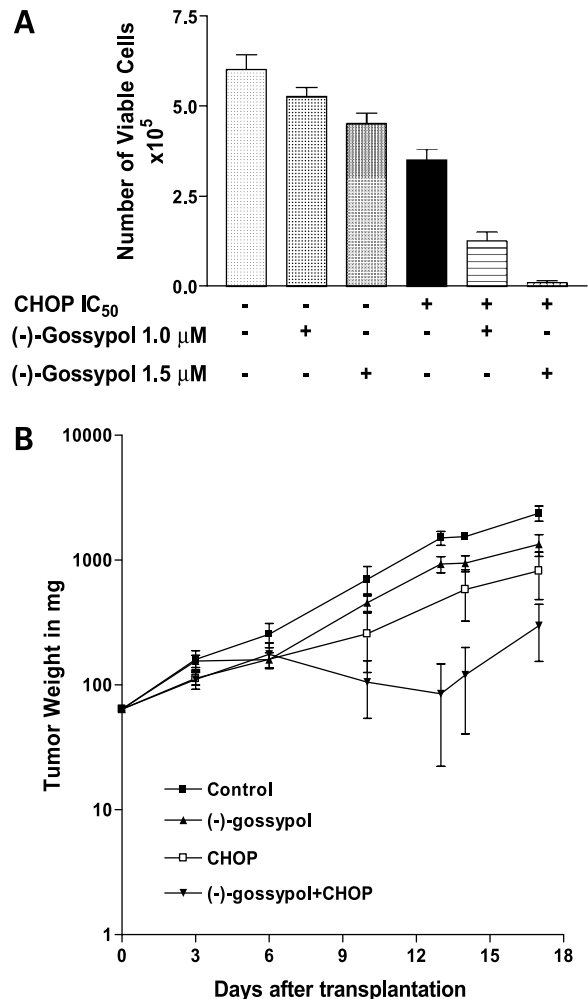 A
Number of Viable Cells
x10⁵
7.5
5.0
2.5
0.0
CHOP IC₅₀ - - - + + +
(-)-Gossypol 1.0 μM - + - - + -
(-)-Gossypol 1.5 μM - - + - - +
B
Tumor Weight in mg
10000
1000
100
10
1
Control
(-)-gossypol
CHOP
(-)-gossypol+CHOP
0 3 6 9 12 15 18
Days after transplantation